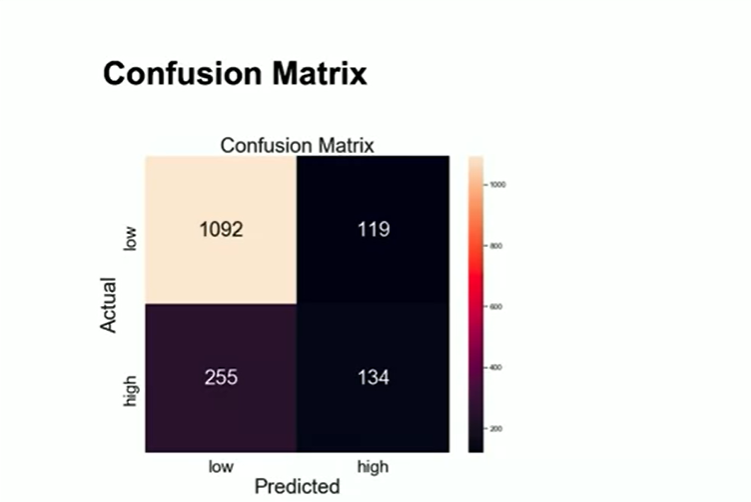 Confusion Matrix
Confusion Matrix
1092
119
255
134
low
high
Actual
low
high
Predicted
1000
800
600
400
200